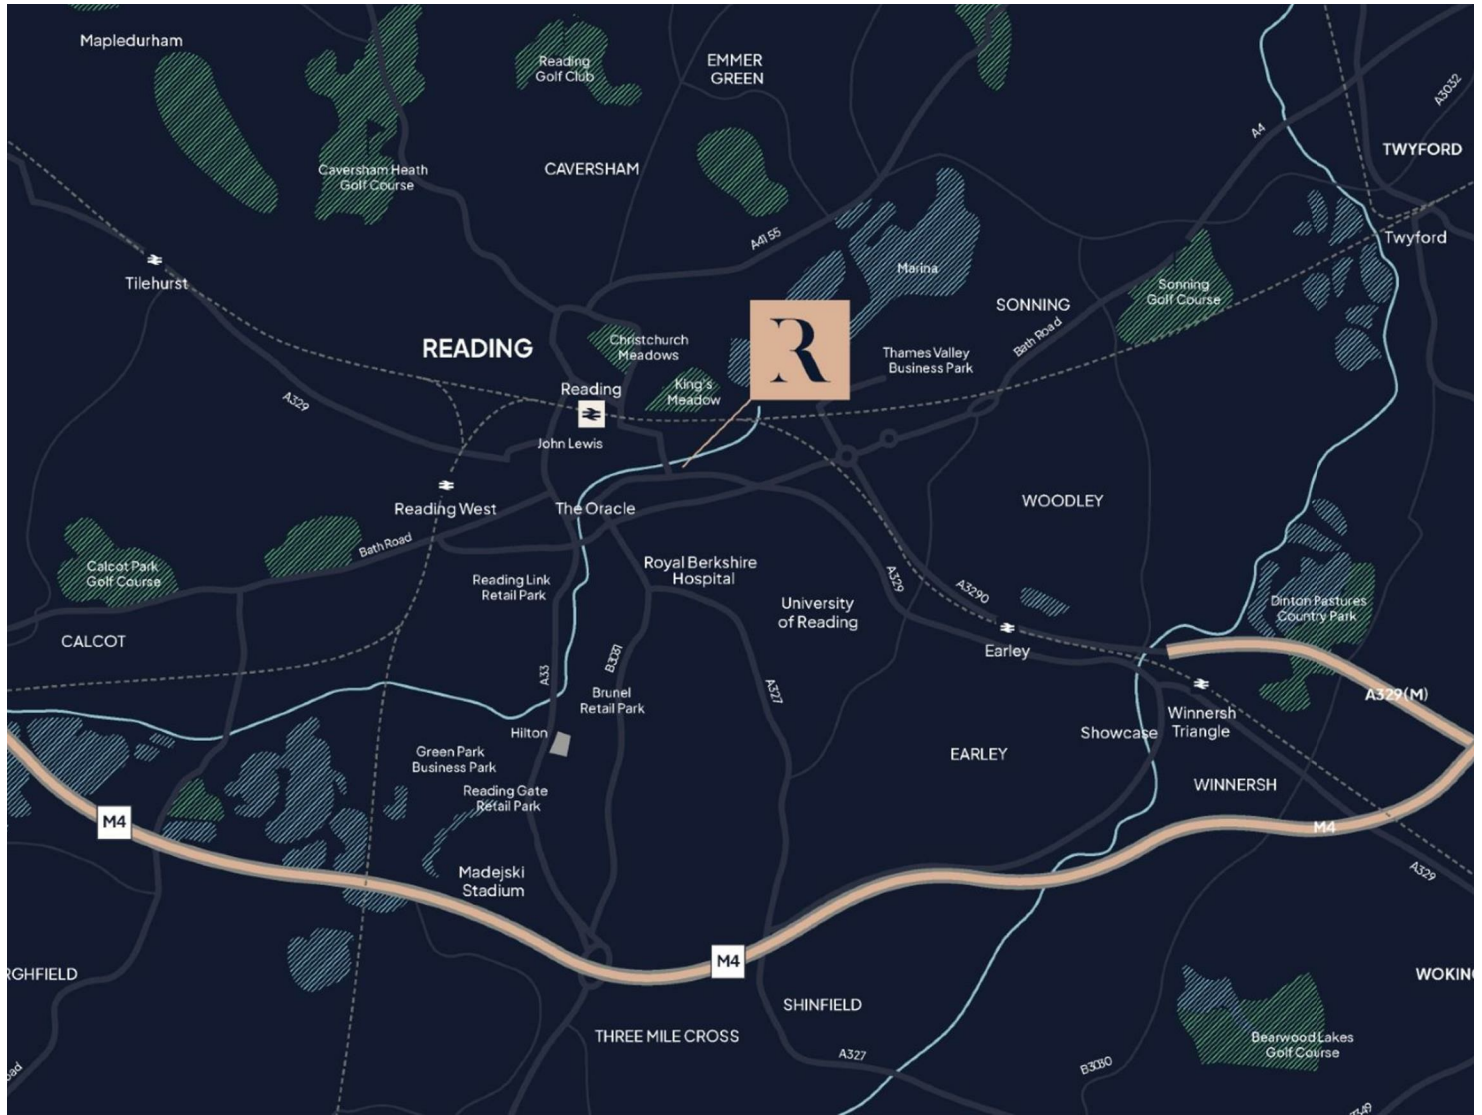 Mapledurham
Reading
Golf Club
EMMER
GREEN
A3032
A4
TWYFORD
CAVERSHAM
Caversham Heath
Golf Course
A4155
Twyford
Marina
Tilehurst
Sonning
Golf Course
SONNING
Bath Road
READING
Christchurch
Meadows
R
Thames Valley
Business Park
Reading
King's
Meadow
A329
John Lewis
Reading West
The Oracle
WOODLEY
Bath Road
Calcot Park
Golf Course
Royal Berkshire
Hospital
Reading Link
Retail Park
A329
A3290
University
of Reading
Dinton Pastures
Country Park
CALCOT
Earley
B3031
A33
A327
Brunel
Retail Park
A329(M)
Hilton
Winnersh
Triangle
Showcase
Green Park
Business Park
EARLEY
WINNERSH
Reading Gate
Retail Park
M4
M4
Madejski
Stadium
A329
M4
RGHFIELD
WOKIN
SHINFIELD
THREE MILE CROSS
Bearwood Lakes
Golf Course
A327
B3030
oad